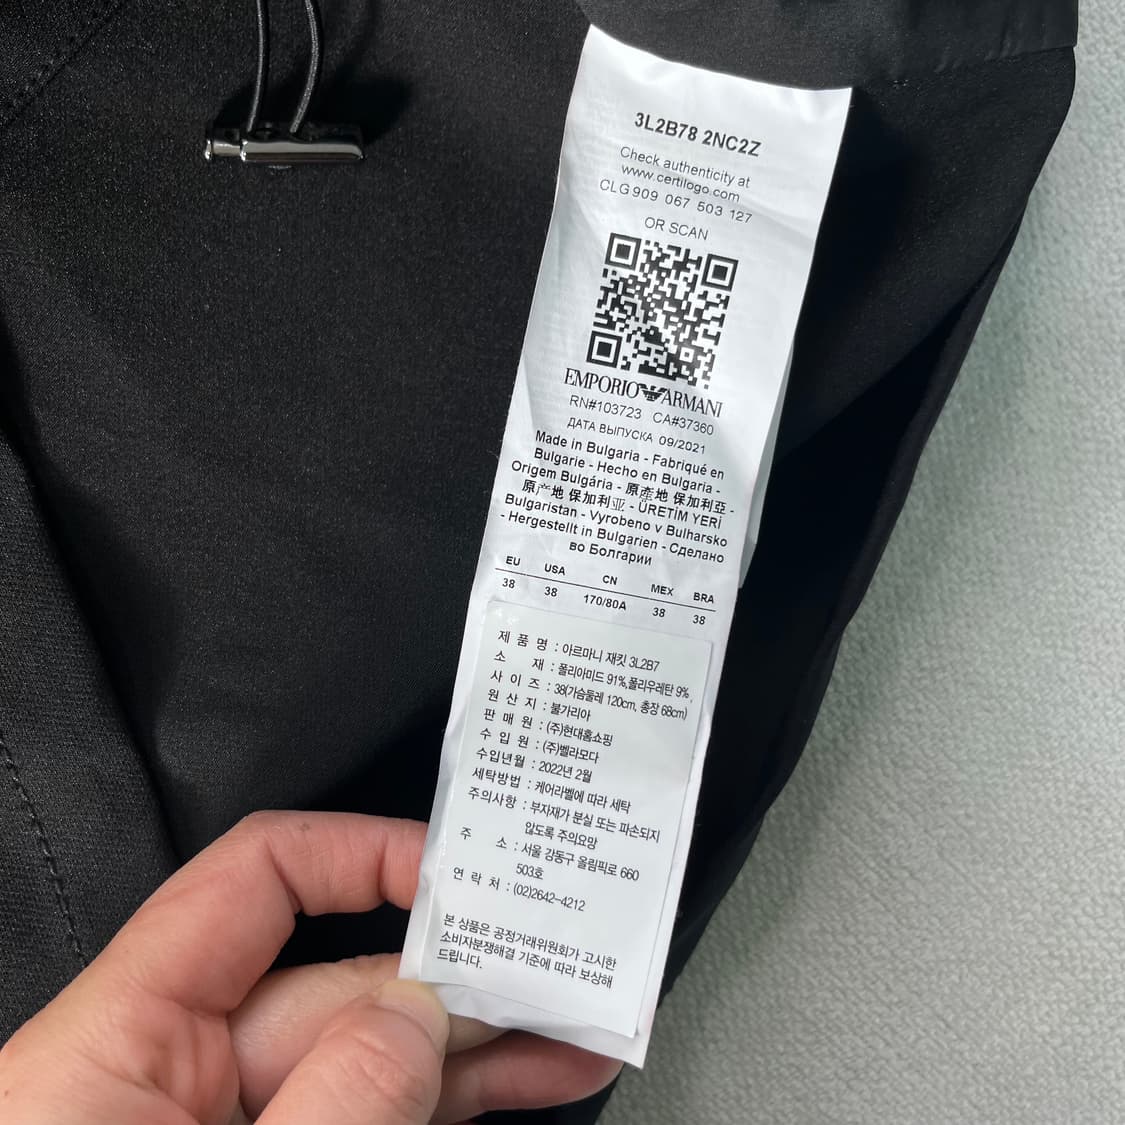 3L2B78 2NC2Z
Check authenticity at
www.certilogo.com
CLG 909 067 503 127
OR SCAN
EMPORIO ARMANI
RN#103723 CA#37360
ДАТА ВЫПУСКА 09/2021
Made in Bulgaria - Fabriqué en
Bulgarie - Hecho en Bulgaria -
Origem Bulgária - 原產地 保加利亞 -
原产地 保加利亚 - ÜRETİM YERİ
Bulgaristan - Vyrobeno v Bulharsko
- Hergestellt in Bulgarien - Сделано
во Болгарии
EU USA CN MEX BRA
38 38 170/80A 38 38
제 품 명 : 아르마니 재킷 3L2B7
소 재 : 폴리아미드 91%,폴리우레탄 9%,
사 이 즈 : 38(가슴둘레 120cm, 총장 68cm)
원 산 지 : 불가리아
판 매 원 : (주)현대홈쇼핑
수 입 원 : (주)벨라모다
수입년월 : 2022년 2월
세탁방법 : 케어라벨에 따라 세탁
주의사항 : 부자재가 분실 또는 파손되지
않도록 주의요망
주 소 : 서울 강동구 올림픽로 660
503호
연 락 처 : (02)2642-4212
본 상품은 공정거래위원회가 고시한
소비자분쟁해결 기준에 따라 보상해
드립니다.